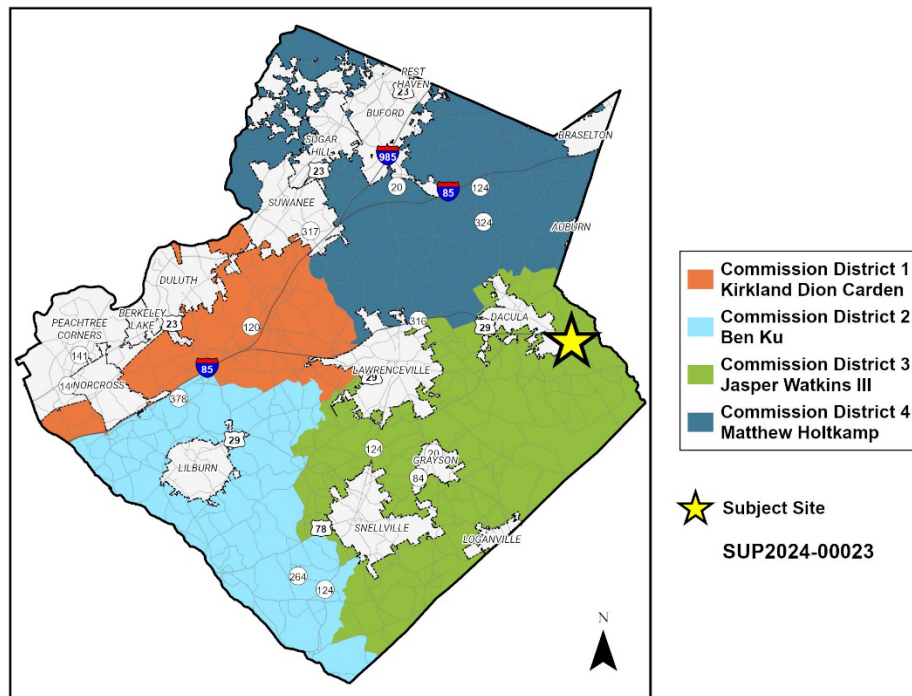 REST
HAVEN
23
BUFORD
BRASELTON
SUGAR
HILL
985
23
20
85
124
SUWANEE
324
AUBURN
317
DULUTH
BERKELEY
LAKE
23
PEACHTREE
CORNERS
120
316
DACULA
29
141
LAWRENCEVILLE
14
NORCROSS
85
29
378
29
124
LILBURN
20
GRAYSON
84
78
SNELLVILLE
LOGANVILLE
264
124
N
Commission District 1
Kirkland Dion Carden
Commission District 2
Ben Ku
Commission District 3
Jasper Watkins III
Commission District 4
Matthew Holtkamp
Subject Site
SUP2024-00023